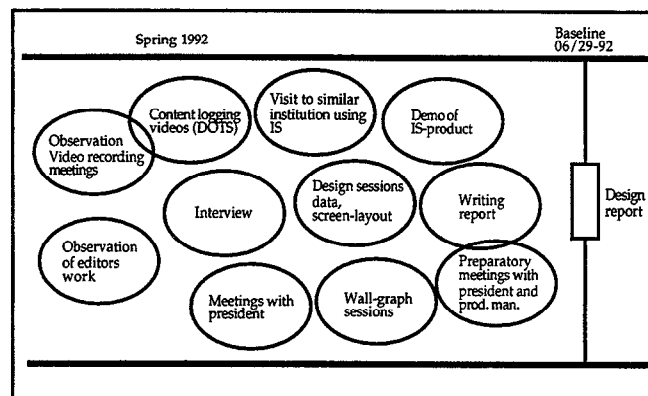 Spring 1992
Baseline
06/29-92
Content logging
videos (DOTS)
Visit to similar
institution using
IS
Demo of
IS-product
Observation
Video recording
meetings
Interview
Design sessions
data,
screen-layout
Writing
report
Design
report
Observation
of editors
work
Meetings with
president
Wall-graph
sessions
Preparatory
meetings with
president and
prod. man.